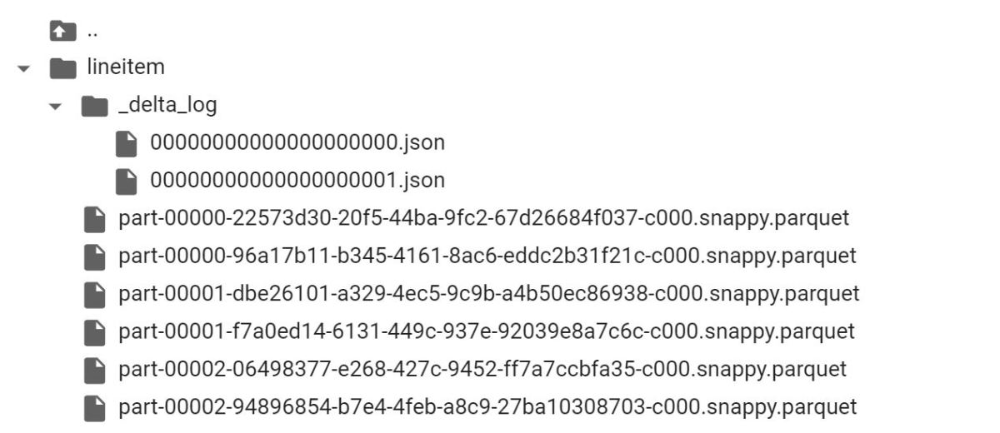 ..
lineitem
_delta_log
00000000000000000000.json
00000000000000000001.json
part-00000-22573d30-20f5-44ba-9fc2-67d26684f037-c000.snappy.parquet
part-00000-96a17b11-b345-4161-8ac6-eddc2b31f21c-c000.snappy.parquet
part-00001-dbe26101-a329-4ec5-9c9b-a4b50ec86938-c000.snappy.parquet
part-00001-f7a0ed14-6131-449c-937e-92039e8a7c6c-c000.snappy.parquet
part-00002-06498377-e268-427c-9452-ff7a7ccbfa35-c000.snappy.parquet
part-00002-94896854-b7e4-4feb-a8c9-27ba10308703-c000.snappy.parquet